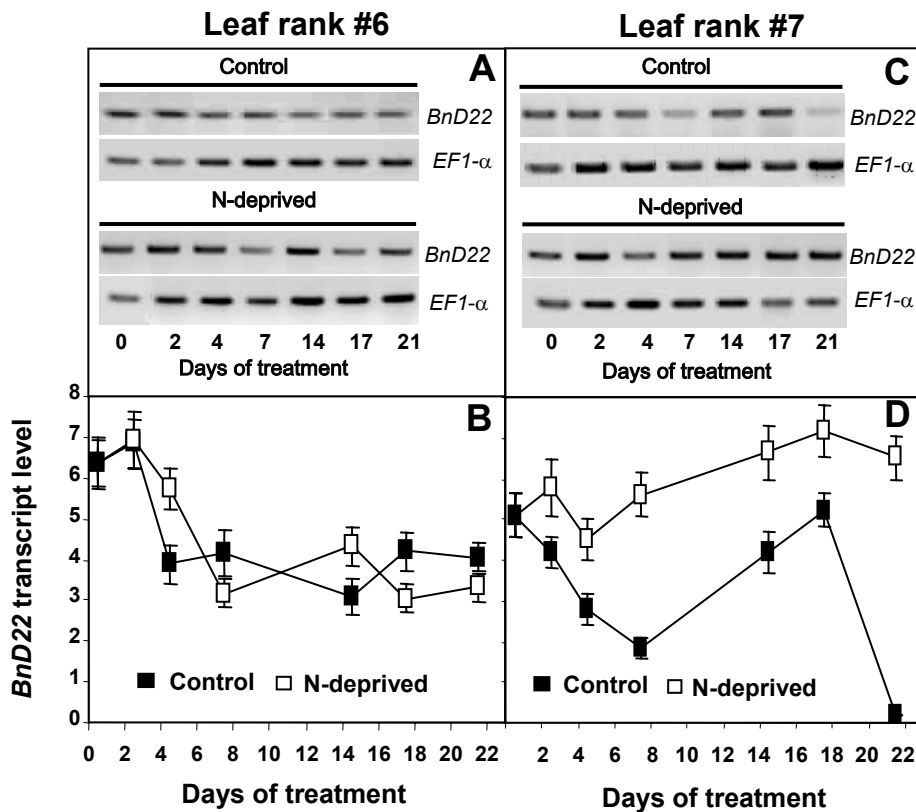 Leaf rank #6
Leaf rank #7
A
Control
BnD22
EF1-α
N-deprived
BnD22
EF1-α
0 2 4 7 14 17 21
Days of treatment
C
Control
BnD22
EF1-α
N-deprived
BnD22
EF1-α
0 2 4 7 14 17 21
Days of treatment
B
BnD22 transcript level
8
7
6
5
4
3
2
1
0
Control N-deprived
0 2 4 6 8 10 12 14 16 18 20 22
Days of treatment
D
Control N-deprived
2 4 6 8 10 12 14 16 18 20 22
Days of treatment